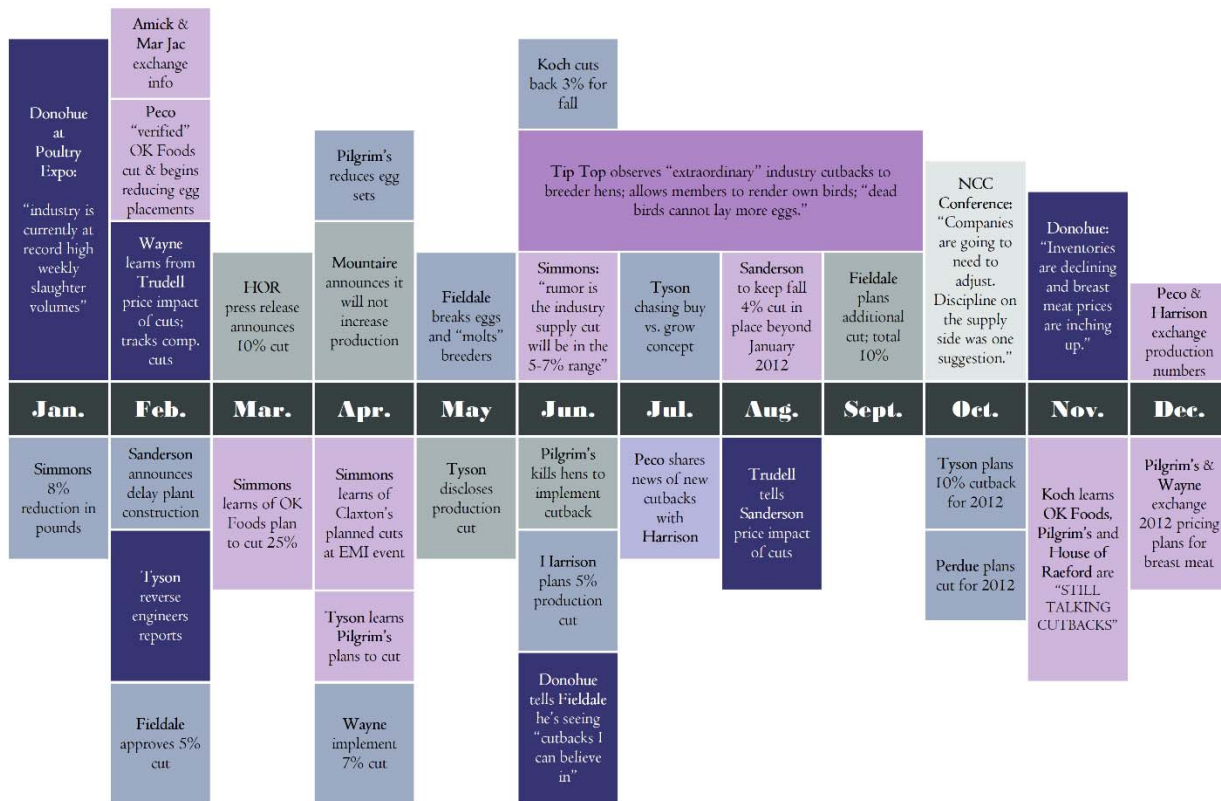 Amick &
Mar Jac
exchange
info
Donohue
at
Poultry
Expo:
“industry is
currently at
record high
weekly
slaughter
volumes”
Peco
“verified”
OK Foods
cut & begins
reducing egg
placements
Wayne
learns from
Trudell
price impact
of cuts;
tracks comp.
cuts
HOR
press release
announces
10% cut
Pilgrim’s
reduces egg
sets
Mountaire
announces it
will not
increase
production
Fieldale
breaks eggs
and “molts”
breeders
Koch cuts
back 3% for
fall
Tip Top observes “extraordinary” industry cutbacks to
breeder hens; allows members to render own birds; “dead
birds cannot lay more eggs.”
Simmons:
“rumor is
the industry
supply cut
will be in the
5-7% range”
Tyson
chasing buy
vs. grow
concept
Sanderson
to keep fall
4% cut in
place beyond
January
2012
Fieldale
plans
additional
cut; total
10%
NCC
Conference:
“Companies
are going to
need to
adjust.
Discipline on
the supply
side was one
suggestion.”
Donohue:
“Inventories
are declining
and breast
meat prices
are inching
up.”
Peco &
Harrison
exchange
production
numbers
Jan. Feb. Mar. Apr. May Jun. Jul. Aug. Sept. Oct. Nov. Dec.
Simmons
8%
reduction in
pounds
Sanderson
announces
delay plant
construction
Tyson
reverse
engineers
reports
Fieldale
approves 5%
cut
Simmons
learns of OK
Foods plan
to cut 25%
Simmons
learns of
Claxton’s
planned cuts
at EMI event
Tyson learns
Pilgrim’s
plans to cut
Wayne
implement
7% cut
Tyson
discloses
production
cut
Pilgrim’s
kills hens to
implement
cutback
Harrison
plans 5%
production
cut
Donohue
tells Fieldale
he’s seeing
“cutbacks I
can believe
in”
Peco shares
news of new
cutbacks
with
Harrison
Trudell
tells
Sanderson
price impact
of cuts
Tyson plans
10% cutback
for 2012
Perdue plans
cut for 2012
Koch learns
OK Foods,
Pilgrim’s and
House of
Raeford are
“STILL
TALKING
CUTBACKS”
Pilgrim’s &
Wayne
exchange
2012 pricing
plans for
breast meat